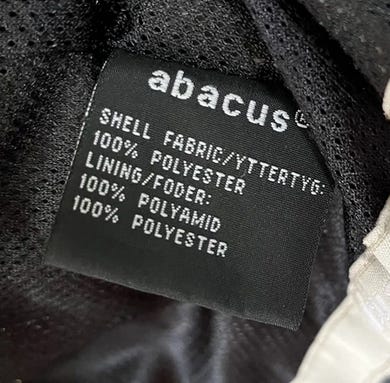 abacus®
SHELL FABRIC/YTTERTYG:
100% POLYESTER
LINING/FODER:
100% POLYAMID
100% POLYESTER